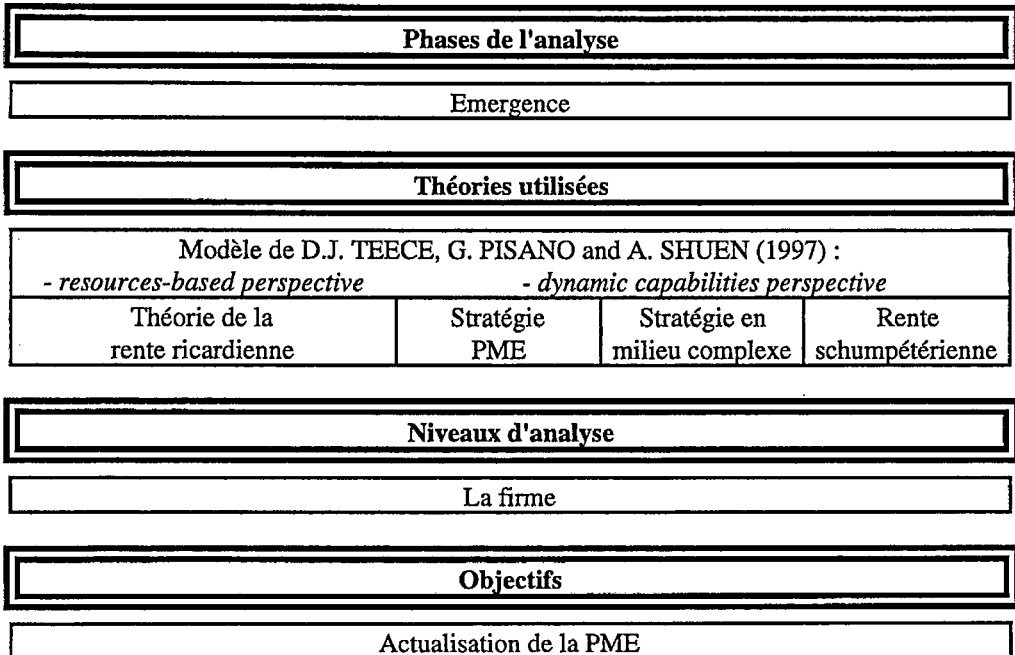 Phases de l'analyse
Emergence
Théories utilisées
Modèle de D.J. TEECE, G. PISANO and A. SHUEN (1997) :
- resources-based perspective - dynamic capabilities perspective
Théorie de la rente ricardienne
Stratégie PME
Stratégie en milieu complexe
Rente schumpétérienne
Niveaux d'analyse
La firme
Objectifs
Actualisation de la PME